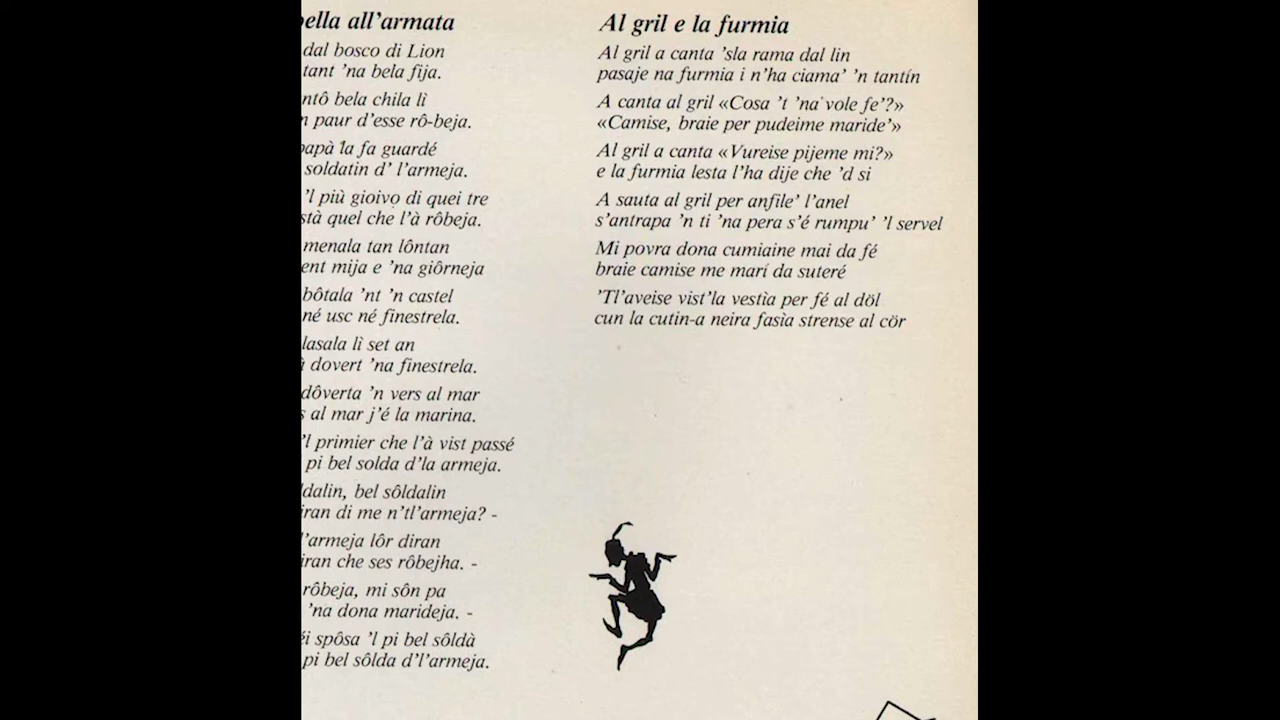 bella all'armata
dal bosco di Lion
tant 'na bela fija.
ntô bela chila lì
paur d'esse rô-beja.
papà la fa guardé
soldatin d' l'armeja.
'l più gioivo di quei tre
stà quel che l'à rôbeja.
menala tan lôntan
ent mija e 'na giôrneja
bôtala 'nt 'n castel
né usc né finestrela.
lasala lì set an
dovert 'na finestrela.
dôverta 'n vers al mar
al mar j'é la marina.
'l primier che l'à vist passé
pi bel solda d'la armeja.
ldalin, bel sôldalin
iran di me n'tl'armeja? -
l'armeja lôr diran
iran che ses rôbejha. -
rôbeja, mi sôn pa
'na dona marideja. -
éi spôsa 'l pi bel sôldà
pi bel sôlda d'l'armeja.
Al gril e la furmia
Al gril a canta 'sla rama dal lin
pasaje na furmia i n'ha ciama' 'n tantín
A canta al gril «Cosa 't 'na vole fe'?»
«Camise, braie per pudeime maride'»
Al gril a canta «Vureise pijeme mi?»
e la furmia lesta l'ha dije che 'd si
A sauta al gril per anfile' l'anel
s'antrapa 'n ti 'na pera s'é rumpu' 'l servel
Mi povra dona cumiaine mai da fé
braie camise me marí da suteré
'Tl'aveise vist'la vestìa per fé al döl
cun la cutin-a neira fasìa strense al cör